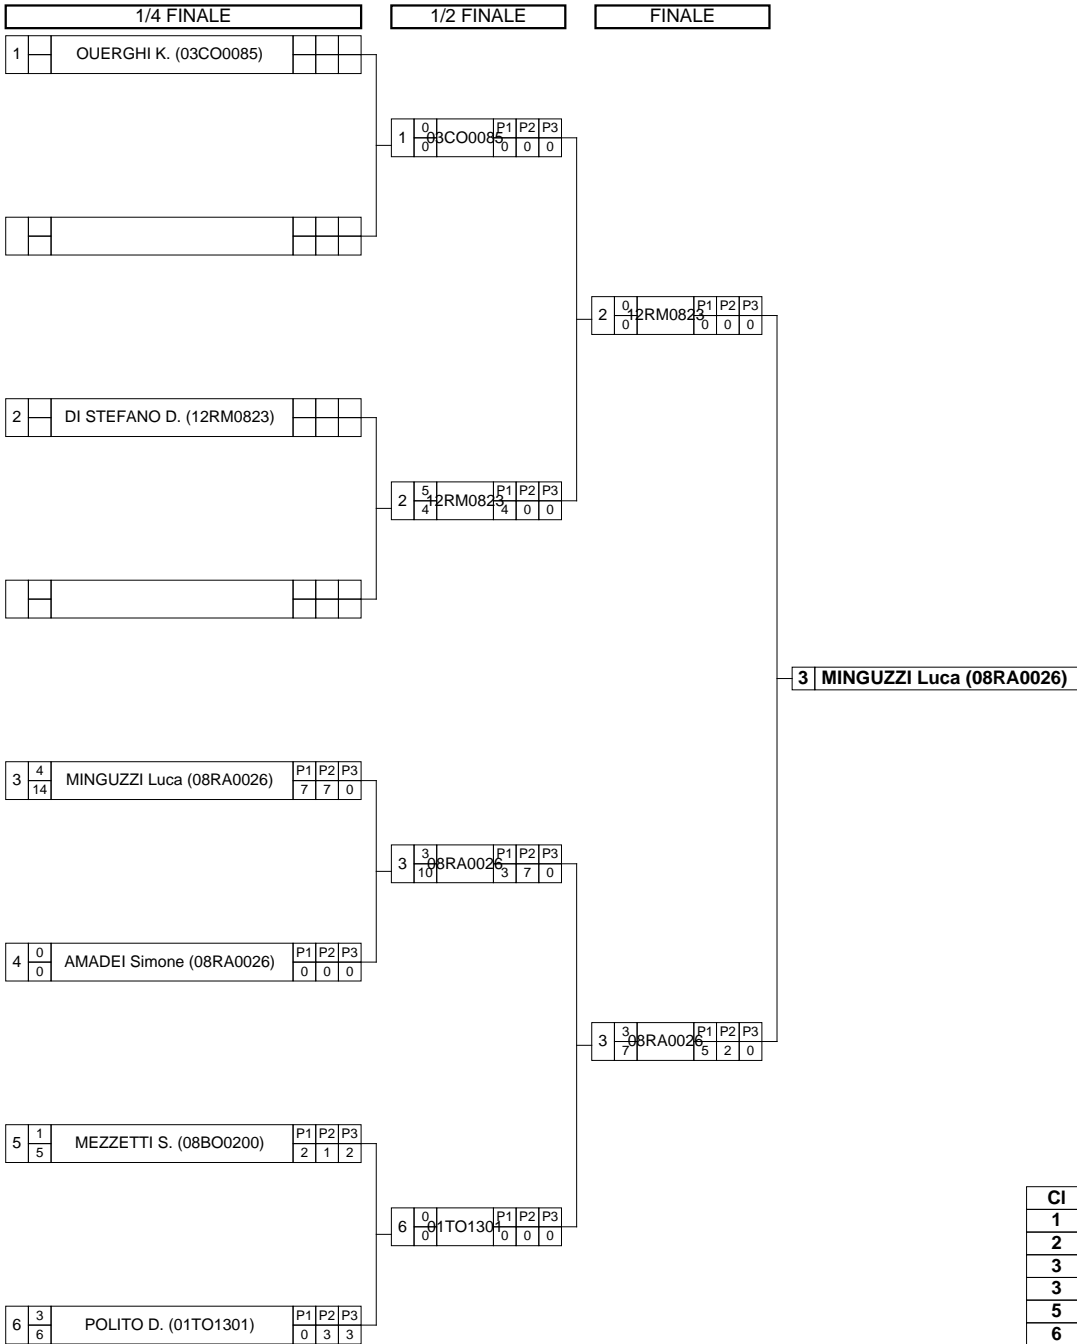 1/4 FINALE 1/2 FINALE FINALE
1 OUERGHI K. (03CO0085)
1 0 0 03CO0085 P1 P2 P3
0 0 0
2 0 0 12RM0823 P1 P2 P3
0 0 0
2 DI STEFANO D. (12RM0823)
2 5 4 12RM0823 P1 P2 P3
4 0 0
3 MINGUZZI Luca (08RA0026)
3 4 14 MINGUZZI Luca (08RA0026) P1 P2 P3
7 7 0
3 3 10 08RA0026 P1 P2 P3
3 7 0
4 0 0 AMADEI Simone (08RA0026) P1 P2 P3
0 0 0
3 3 7 08RA0026 P1 P2 P3
5 2 0
5 1 5 MEZZETTI S. (08BO0200) P1 P2 P3
2 1 2
6 0 0 01TO1301 P1 P2 P3
0 0 0
6 3 6 POLITO D. (01TO1301) P1 P2 P3
0 3 3
Cl
1
2
3
3
5
6